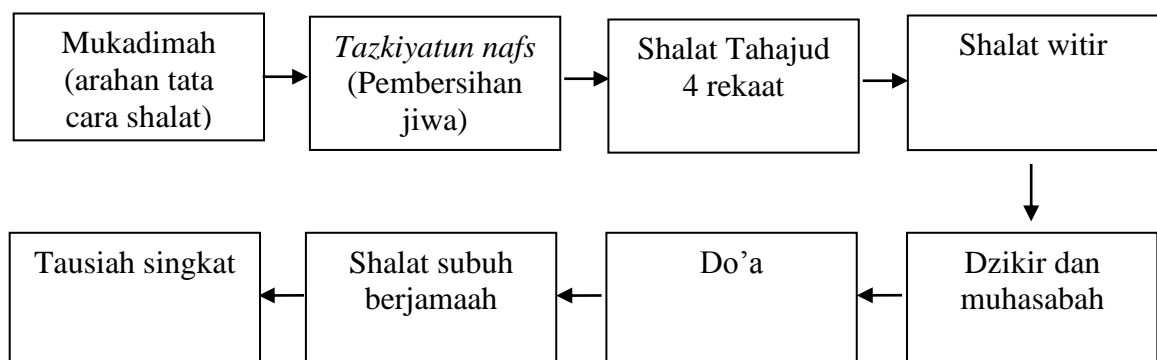 Mukadimah
(arahan tata
cara shalat)
Tazkiyatun nafs
(Pembersihan
jiwa)
Shalat Tahajud
4 rekaat
Shalat witir
Dzikir dan
muhasabah
Do’a
Shalat subuh
berjamaah
Tausiah singkat